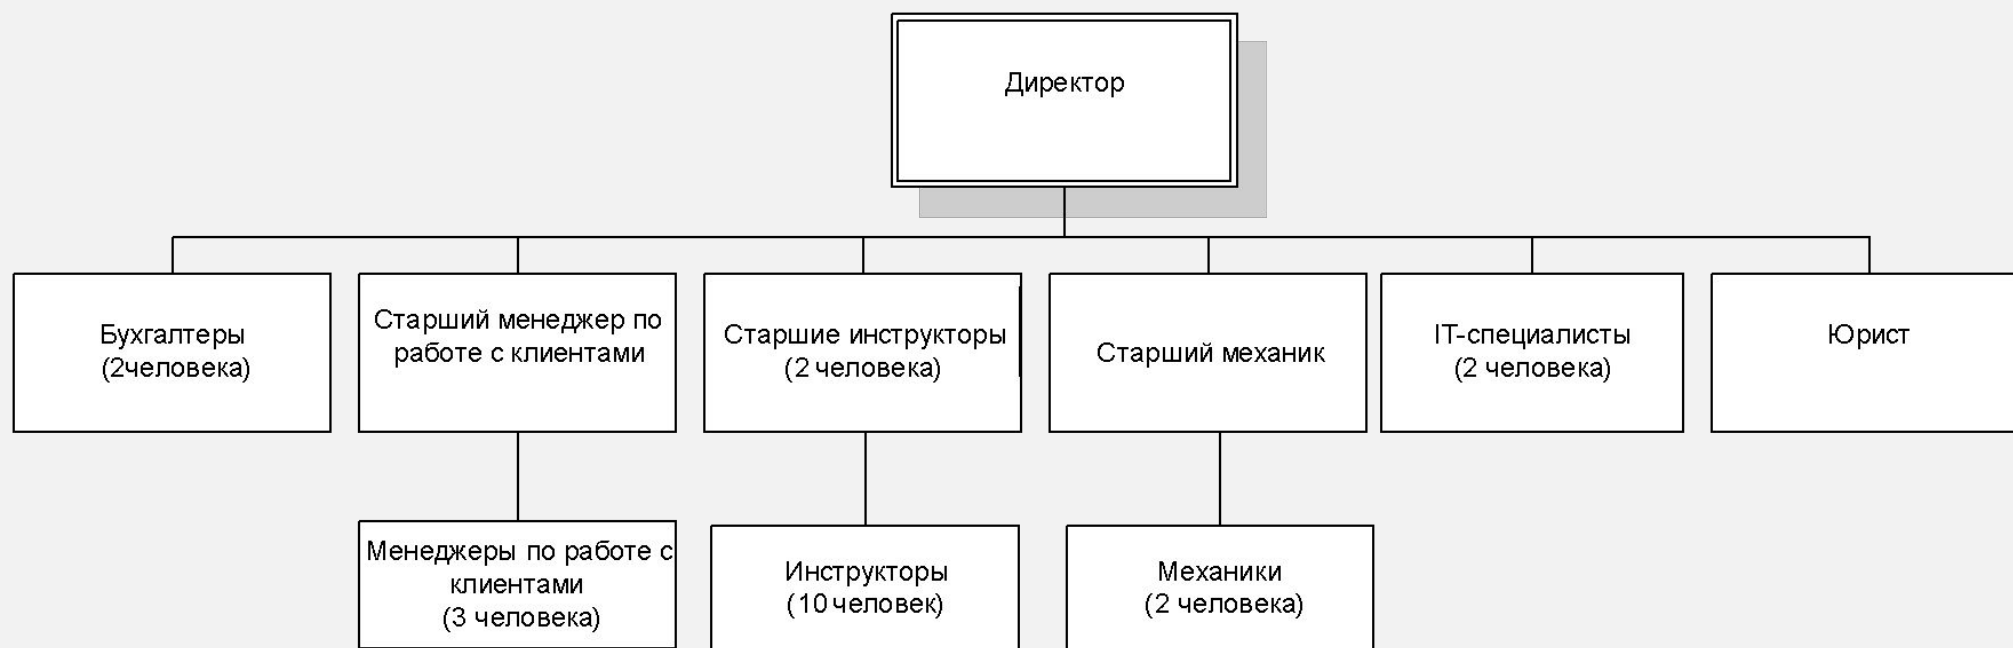 Директор
Бухгалтеры
(2человека)
Старший менеджер по
работе с клиентами
Старшие инструкторы
(2 человека)
Старший механик
IT-специалисты
(2 человека)
Юрист
Менеджеры по работе с
клиентами
(3 человека)
Инструкторы
(10 человек)
Механики
(2 человека)